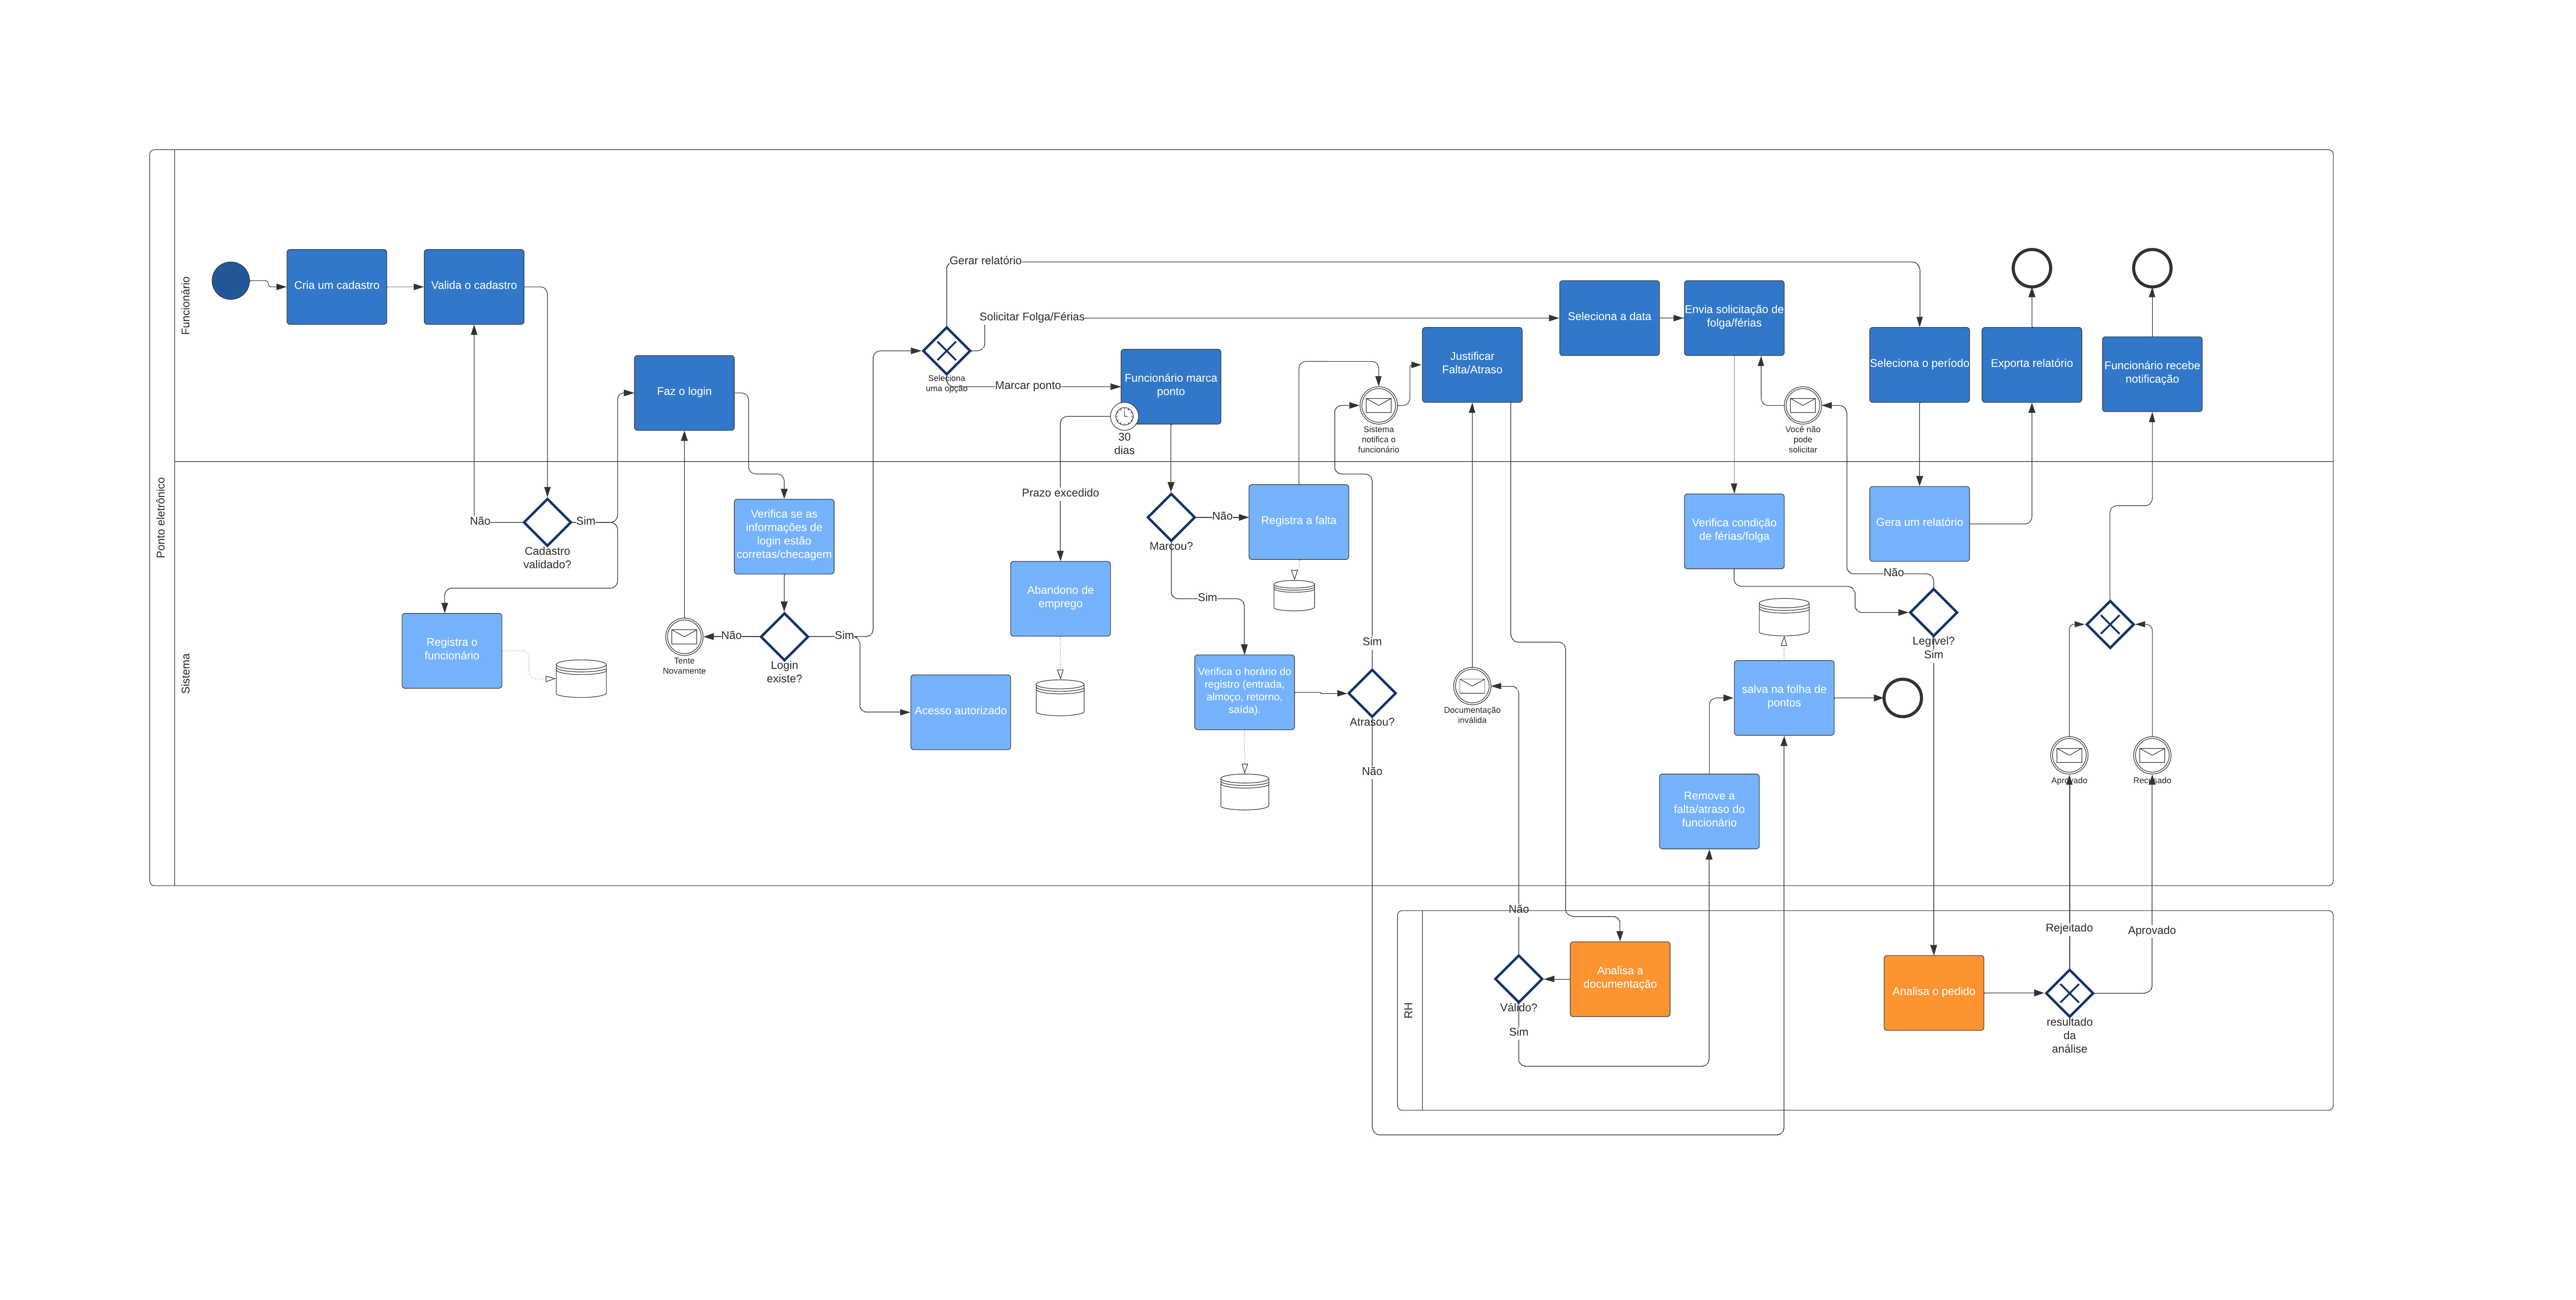 Ponto eletrônico
Funcionário
Sistema
RH
Cria um cadastro
Valida o cadastro
Faz o login
Não
Sim
Cadastro
validado?
Registra o
funcionário
Verifica se as
informações de
login estão
corretas/checagem
Tente
Novamente
Não
Sim
Login
existe?
Acesso autorizado
Gerar relatório
Solicitar Folga/Férias
Seleciona
uma opção
Marcar ponto
Funcionário marca
ponto
30
dias
Prazo excedido
Abandono de
emprego
Marcou?
Não
Sim
Registra a falta
Verifica o horário do
registro (entrada,
almoço, retorno,
saída).
Sistema
notifica o
funcionário
Sim
Atrasou?
Não
Justificar
Falta/Atraso
Documentação
inválida
Não
Válido?
Sim
Analisa a
documentação
Remove a
falta/atraso do
funcionário
salva na folha de
pontos
Seleciona a data
Envia solicitação de
folga/férias
Verifica condição
de férias/folga
Você não
pode
solicitar
Não
Legível?
Sim
Seleciona o período
Gera um relatório
Exporta relatório
Funcionário recebe
notificação
Aprovado
Recusado
Rejeitado
Aprovado
Analisa o pedido
resultado
da
análise